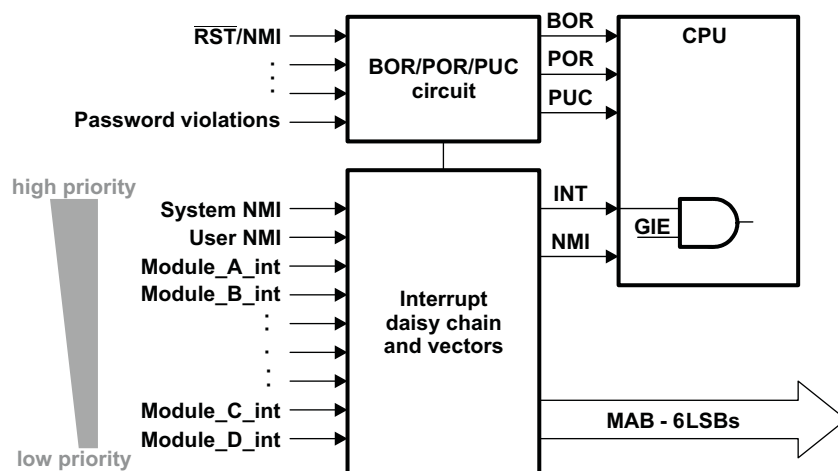 RST/NMI
BOR/POR/PUC
circuit
Password violations
BOR
POR
PUC
CPU
high priority
System NMI
User NMI
Module_A_int
Module_B_int
Module_C_int
Module_D_int
low priority
Interrupt
daisy chain
and vectors
INT
GIE
NMI
MAB - 6LSBs